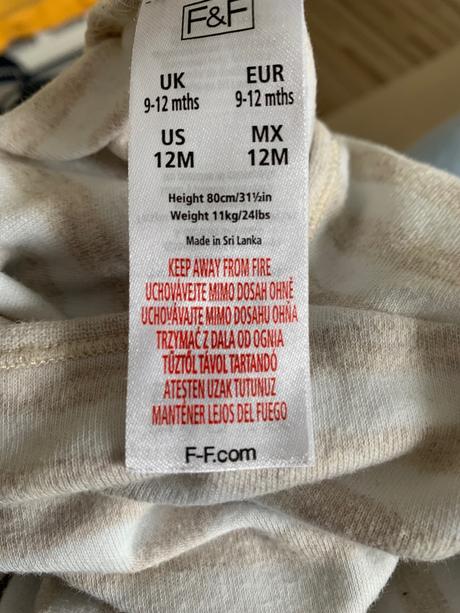 F&F
UK EUR
9-12 mths 9-12 mths
US MX
12M 12M
Height 80cm/31½in
Weight 11kg/24lbs
Made in Sri Lanka
KEEP AWAY FROM FIRE
UCHOVÁVEJTE MIMO DOSAH OHNĚ
UCHOVÁVAJTE MIMO DOSAHU OHŇA
TRZYMAĆ Z DALA OD OGNIA
TŰZTŐL TÁVOL TARTANDÓ
ATEŞTEN UZAK TUTUNUZ
MANTÉNER LEJOS DEL FUEGO
F-F.com